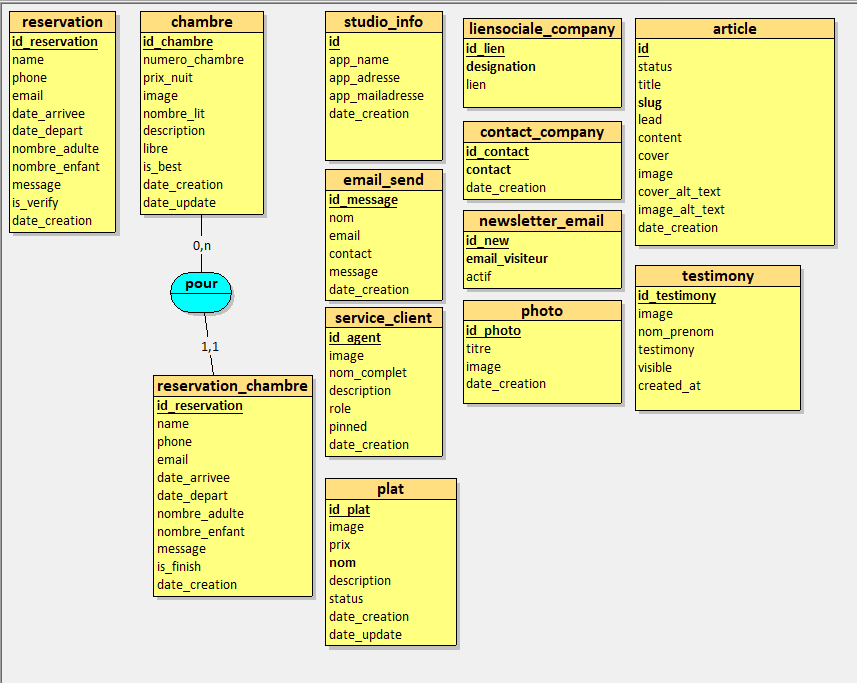 reservation
id_reservation
name
phone
email
date_arrivee
date_depart
nombre_adulte
nombre_enfant
message
is_verify
date_creation
chambre
id_chambre
numero_chambre
prix_nuit
image
nombre_lit
description
libre
is_best
date_creation
date_update
0,n
pour
1,1
reservation_chambre
id_reservation
name
phone
email
date_arrivee
date_depart
nombre_adulte
nombre_enfant
message
is_finish
date_creation
studio_info
id
app_name
app_adresse
app_mailadresse
date_creation
email_send
id_message
nom
email
contact
message
date_creation
service_client
id_agent
image
nom_complet
description
role
pinned
date_creation
plat
id_plat
image
prix
nom
description
status
date_creation
date_update
liensociale_company
id_lien
designation
lien
contact_company
id_contact
contact
date_creation
newsletter_email
id_new
email_visiteur
actif
photo
id_photo
titre
image
date_creation
article
id
status
title
slug
lead
content
cover
image
cover_alt_text
image_alt_text
date_creation
testimony
id_testimony
image
nom_prenom
testimony
visible
created_at